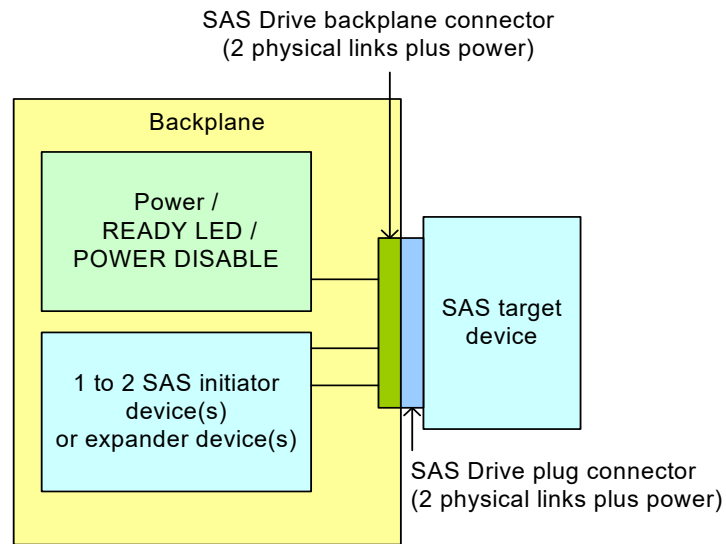 SAS Drive backplane connector
(2 physical links plus power)
Backplane
Power /
READY LED /
POWER DISABLE
SAS target
device
1 to 2 SAS initiator
device(s)
or expander device(s)
SAS Drive plug connector
(2 physical links plus power)